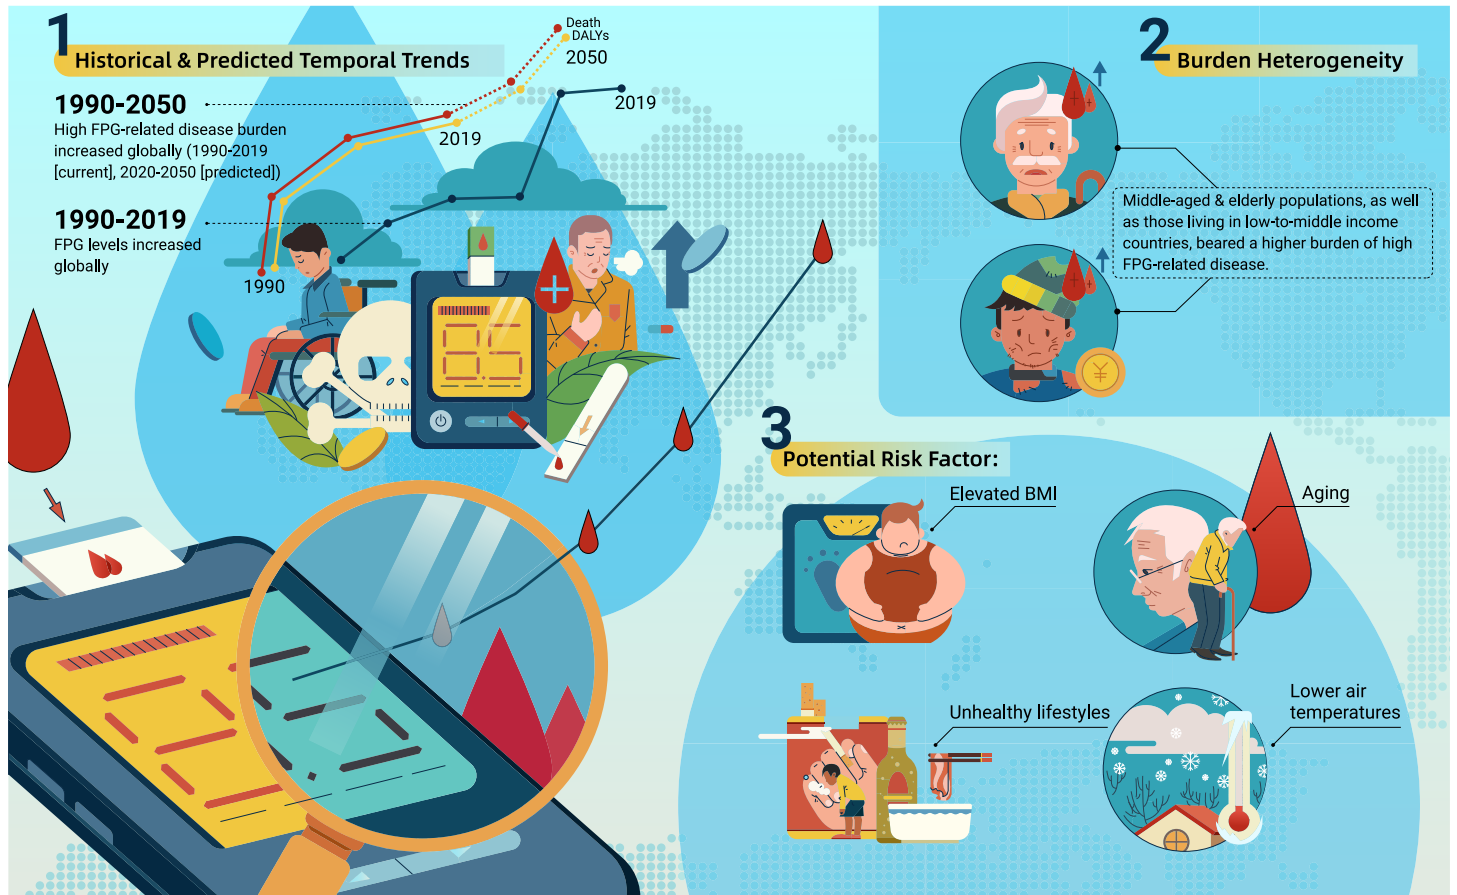 1
Historical & Predicted Temporal Trends
1990-2050
High FPG-related disease burden
increased globally (1990-2019
[current], 2020-2050 [predicted])
1990-2019
FPG levels increased
globally
Death
DALYs
2050
2019
2019
1990
2
Burden Heterogeneity
Middle-aged & elderly populations, as well
as those living in low-to-middle income
countries, beared a higher burden of high
FPG-related disease.
¥
3
Potential Risk Factor:
Elevated BMI
Aging
Unhealthy lifestyles
Lower air
temperatures